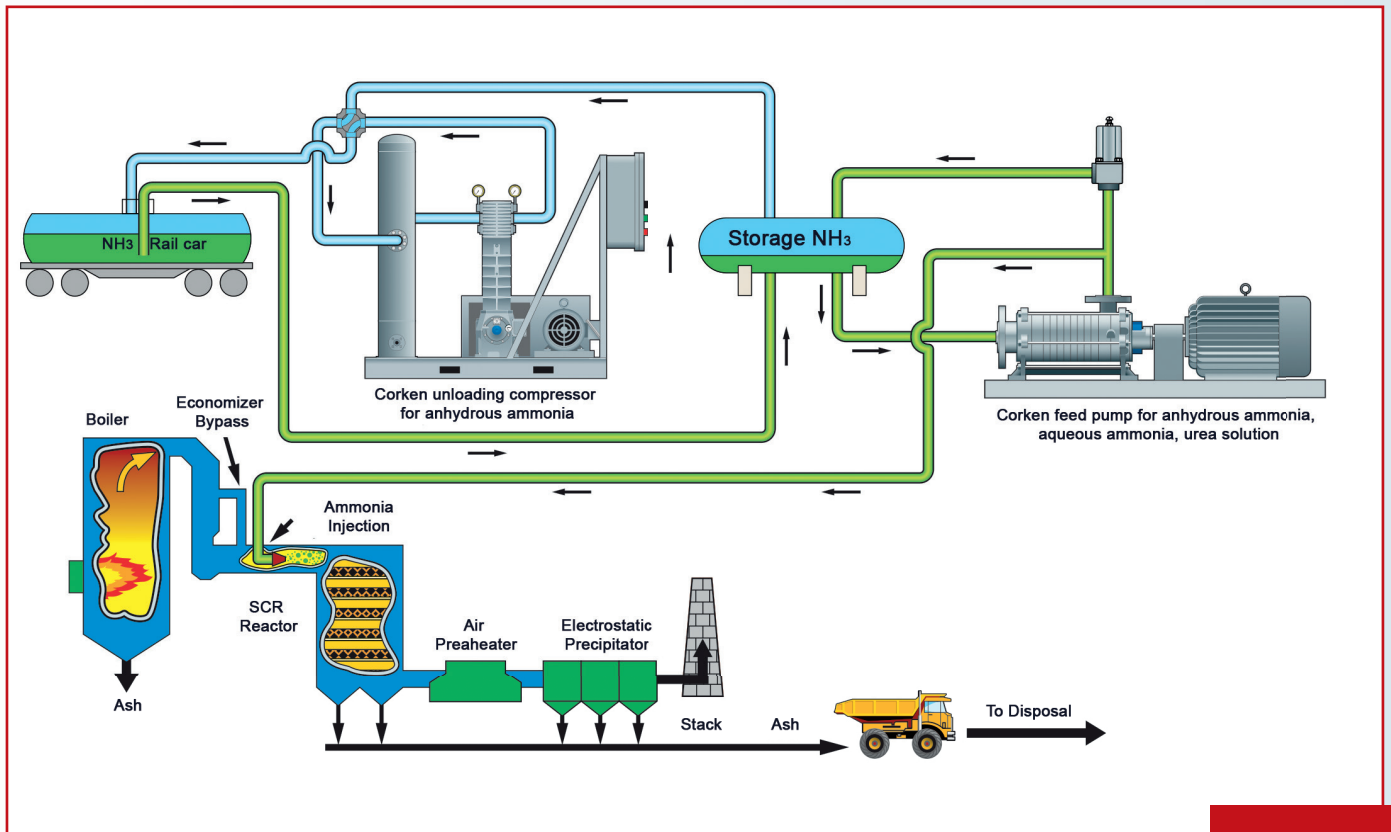 NH3 Rail car
Storage NH3
Corken unloading compressor
for anhydrous ammonia
Corken feed pump for anhydrous ammonia,
aqueous ammonia, urea solution
Economizer
Bypass
Boiler
Ammonia
Injection
SCR
Reactor
Air
Preheater
Electrostatic
Precipitator
Ash
Stack
Ash
To Disposal